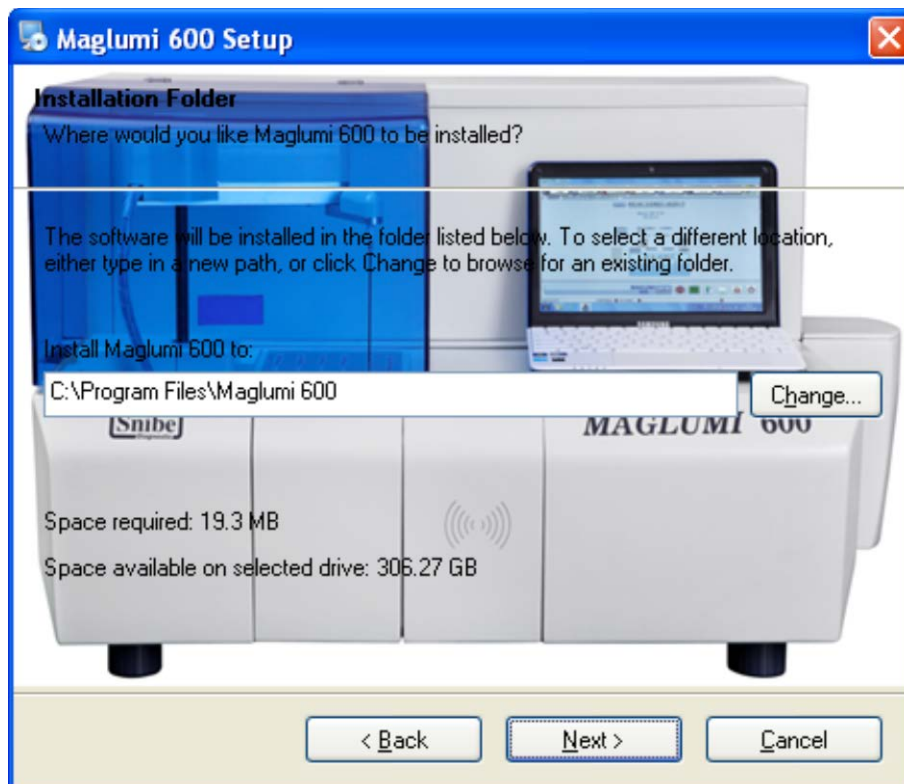 Maglumi 600 Setup
Installation Folder
Where would you like Maglumi 600 to be installed?
The software will be installed in the folder listed below. To select a different location,
either type in a new path, or click Change to browse for an existing folder.
Install Maglumi 600 to:
C:\Program Files\Maglumi 600
Change...
Snibe
MAGLUMI 600
Space required: 19.3 MB
Space available on selected drive: 306.27 GB
< Back
Next >
Cancel